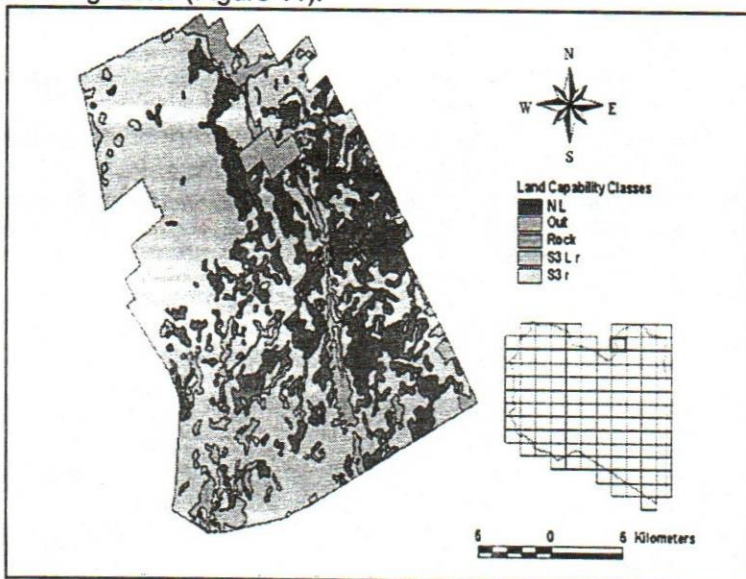 N
W E
S
Land Capability Classes
NL
Out
Rock
S3 L r
S3 r
5 0 5 Kilometers